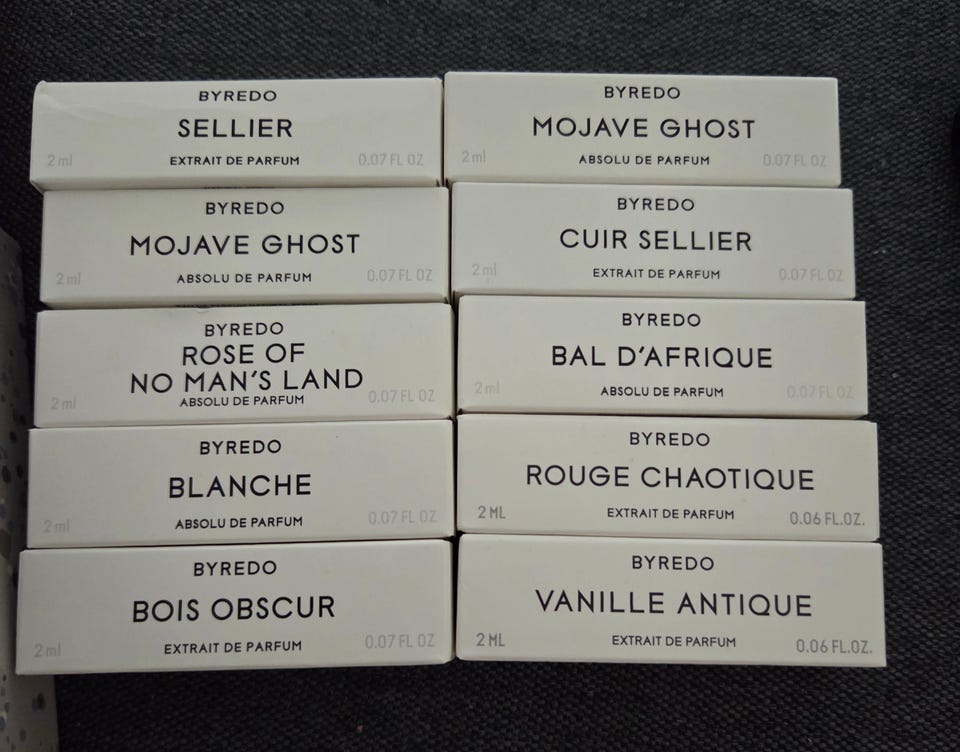 BYREDO
SELLIER
2 ml EXTRAIT DE PARFUM 0.07 FL OZ
BYREDO
MOJAVE GHOST
2 ml ABSOLU DE PARFUM 0.07 FL OZ
BYREDO
ROSE OF
NO MAN'S LAND
2 ml ABSOLU DE PARFUM 0.07 FL OZ
BYREDO
BLANCHE
2 ml ABSOLU DE PARFUM 0.07 FL OZ
BYREDO
BOIS OBSCUR
2 ml EXTRAIT DE PARFUM 0.07 FL OZ
BYREDO
MOJAVE GHOST
2 ml ABSOLU DE PARFUM 0.07 FL OZ
BYREDO
CUIR SELLIER
2 ml EXTRAIT DE PARFUM 0.07 FL OZ
BYREDO
BAL D'AFRIQUE
2 ml ABSOLU DE PARFUM 0.07 FL OZ
BYREDO
ROUGE CHAOTIQUE
2 ML EXTRAIT DE PARFUM 0.06 FL.OZ.
BYREDO
VANILLE ANTIQUE
2 ML EXTRAIT DE PARFUM 0.06 FL.OZ.